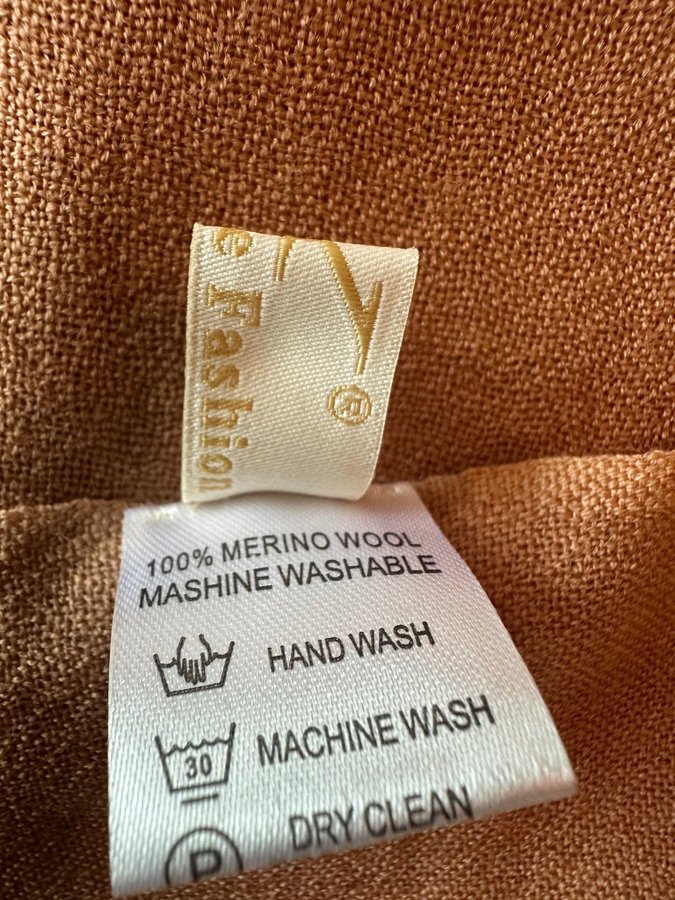 e Fashion
®
100% MERINO WOOL
MASHINE WASHABLE
HAND WASH
30 MACHINE WASH
P DRY CLEAN